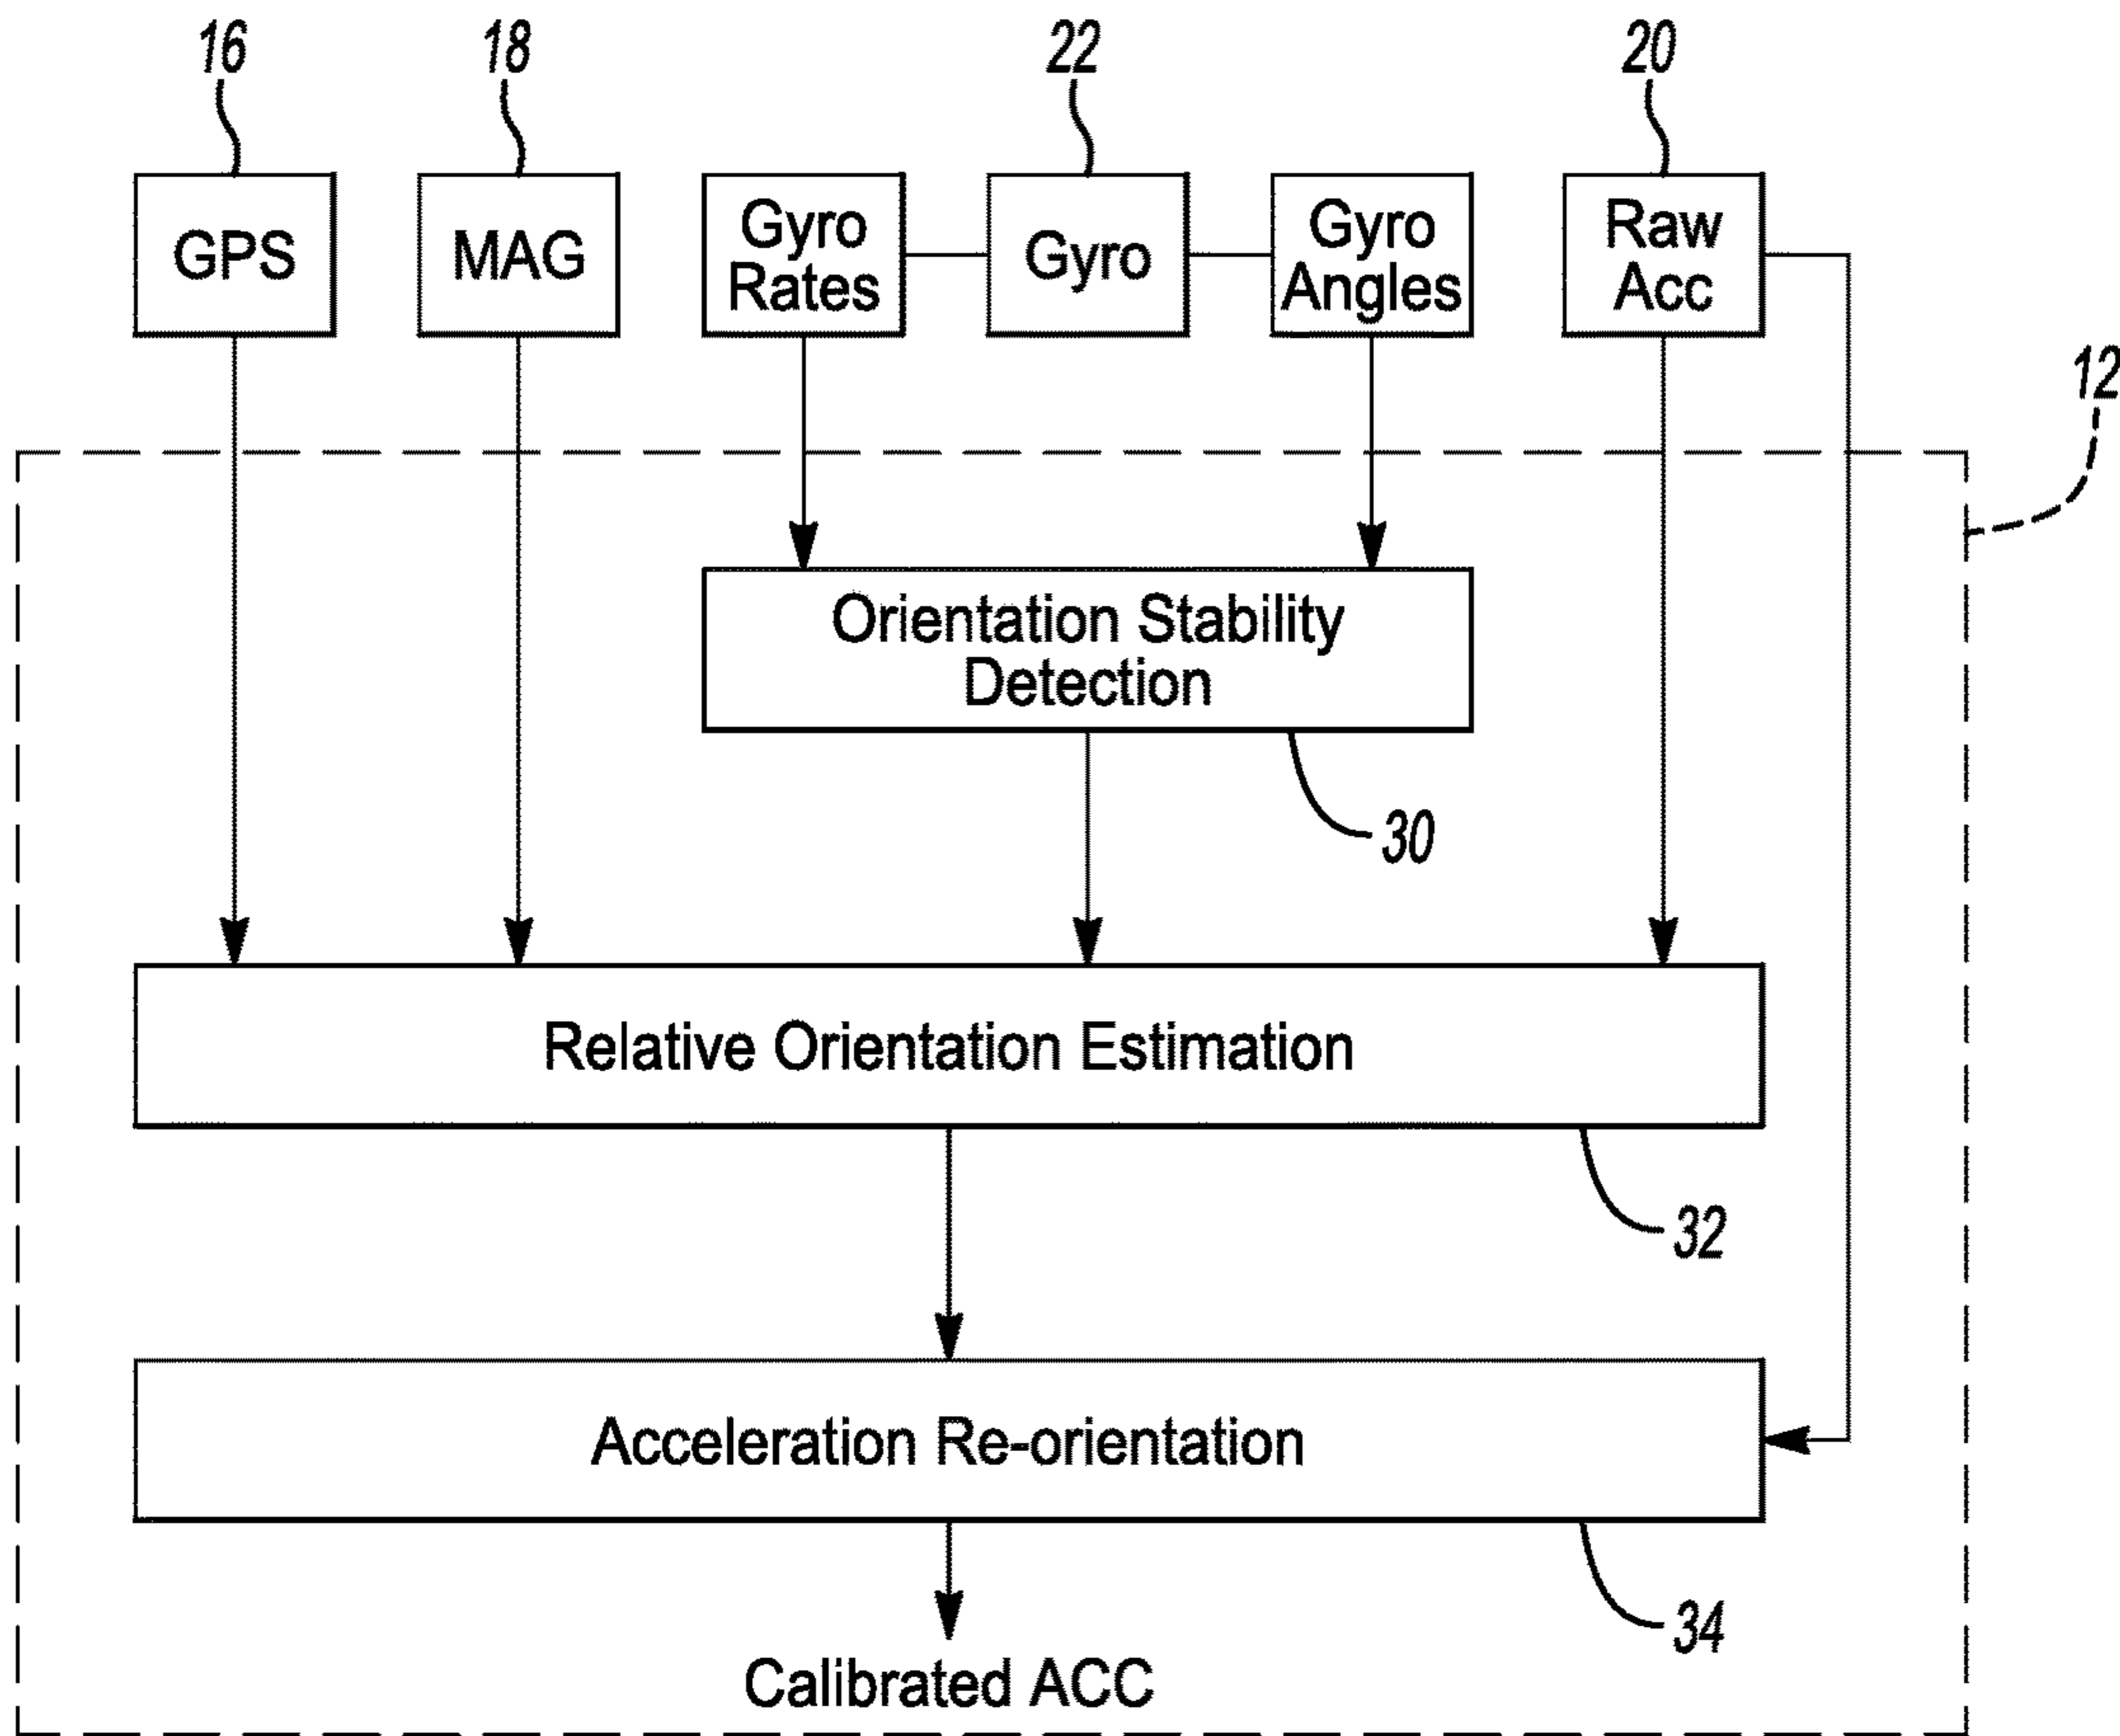 16
18
22
20
GPS
MAG
Gyro
Rates
Gyro
Gyro
Angles
Raw
Acc
12
Orientation Stability
Detection
30
Relative Orientation Estimation
32
Acceleration Re-orientation
34
Calibrated ACC